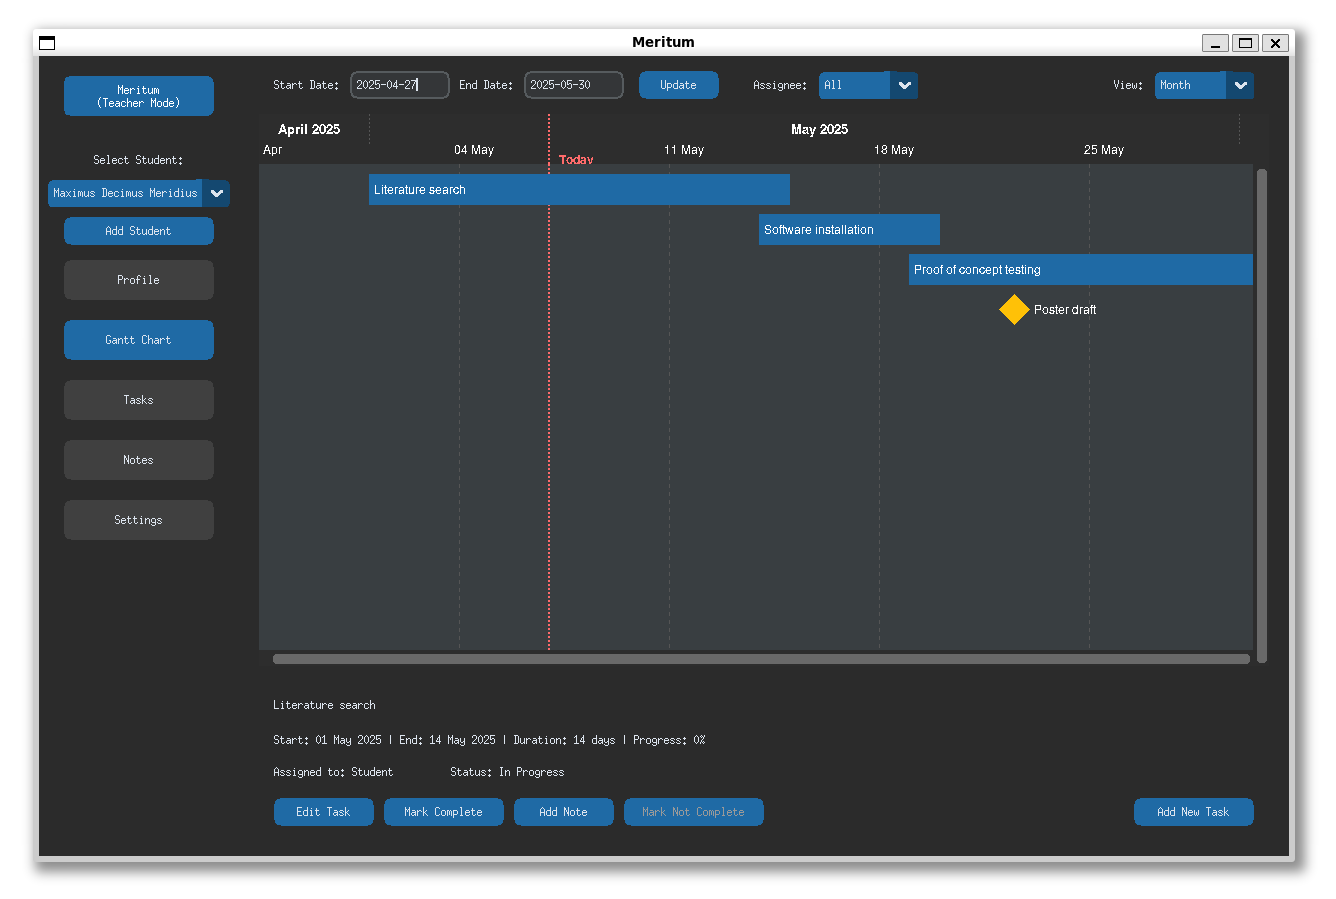 Meritum
Meritum
(Teacher Mode)
Select Student:
Maximus Decimus Meridius
Add Student
Profile
Gantt Chart
Tasks
Notes
Settings
Start Date: 2025-04-27 End Date: 2025-05-30 Update Assignee: All View: Month
April 2025 May 2025
Apr 04 May 11 May 18 May 25 May
Today
Literature search
Software installation
Proof of concept testing
Poster draft
Literature search
Start: 01 May 2025 | End: 14 May 2025 | Duration: 14 days | Progress: 0%
Assigned to: Student Status: In Progress
Edit Task Mark Complete Add Note Mark Not Complete Add New Task